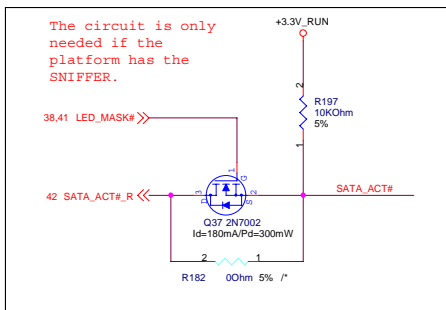 The circuit is only
needed if the
platform has the
SNIFFER.
+3.3V_RUN
2
R197
10KOhm
5%
1
38,41 LED_MASK#
1
G
42 SATA_ACT#_R
3
D
S
2
SATA_ACT#
Q37 2N7002
Id=180mA/Pd=300mW
2
1
R182 0Ohm 5% /*